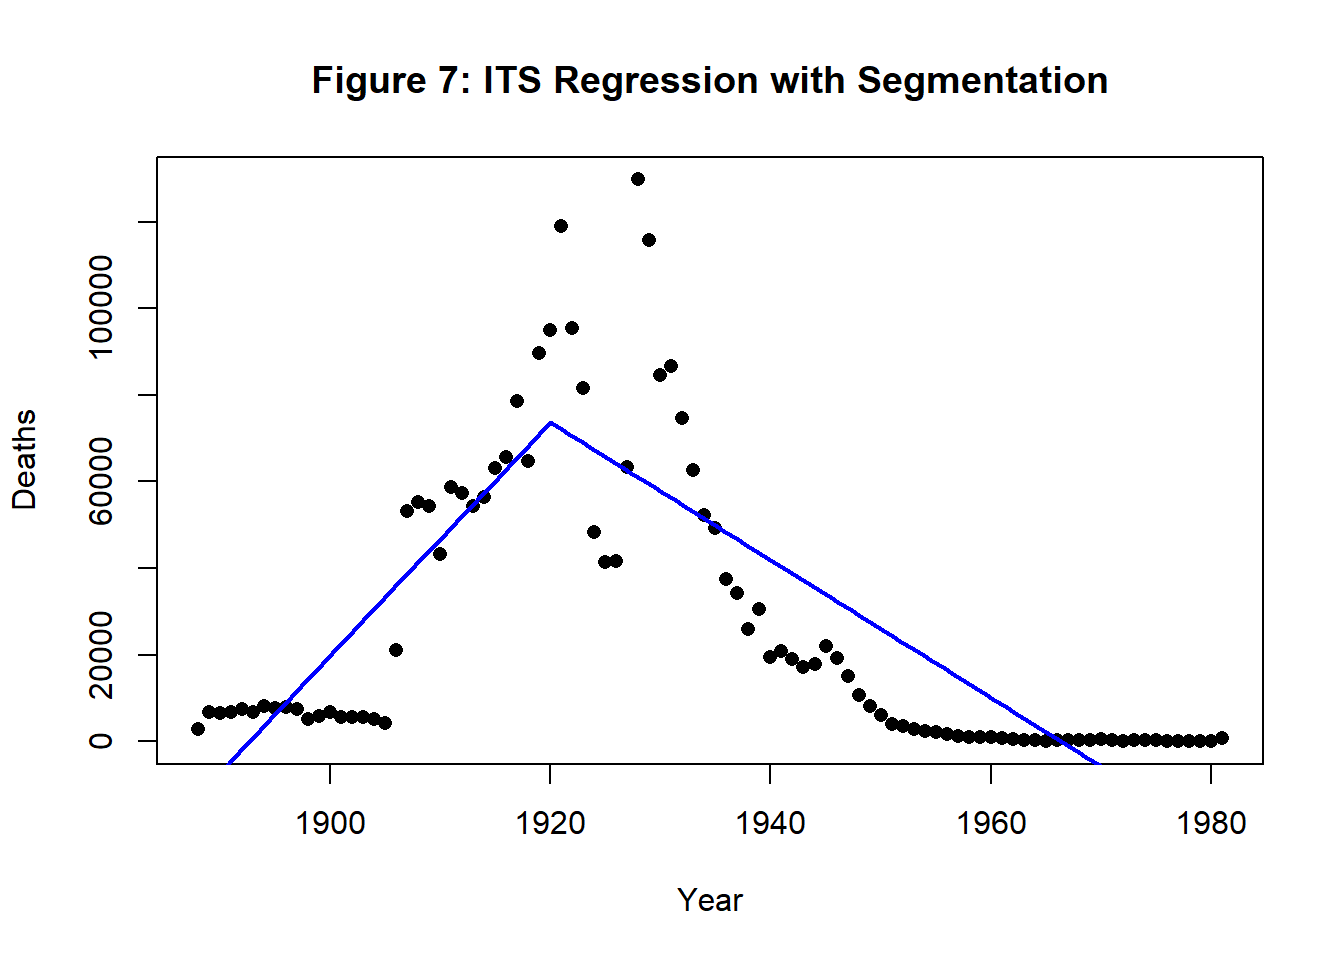 Figure 7: ITS Regression with Segmentation
Deaths
100000
60000
20000
0
1900 1920 1940 1960 1980
Year